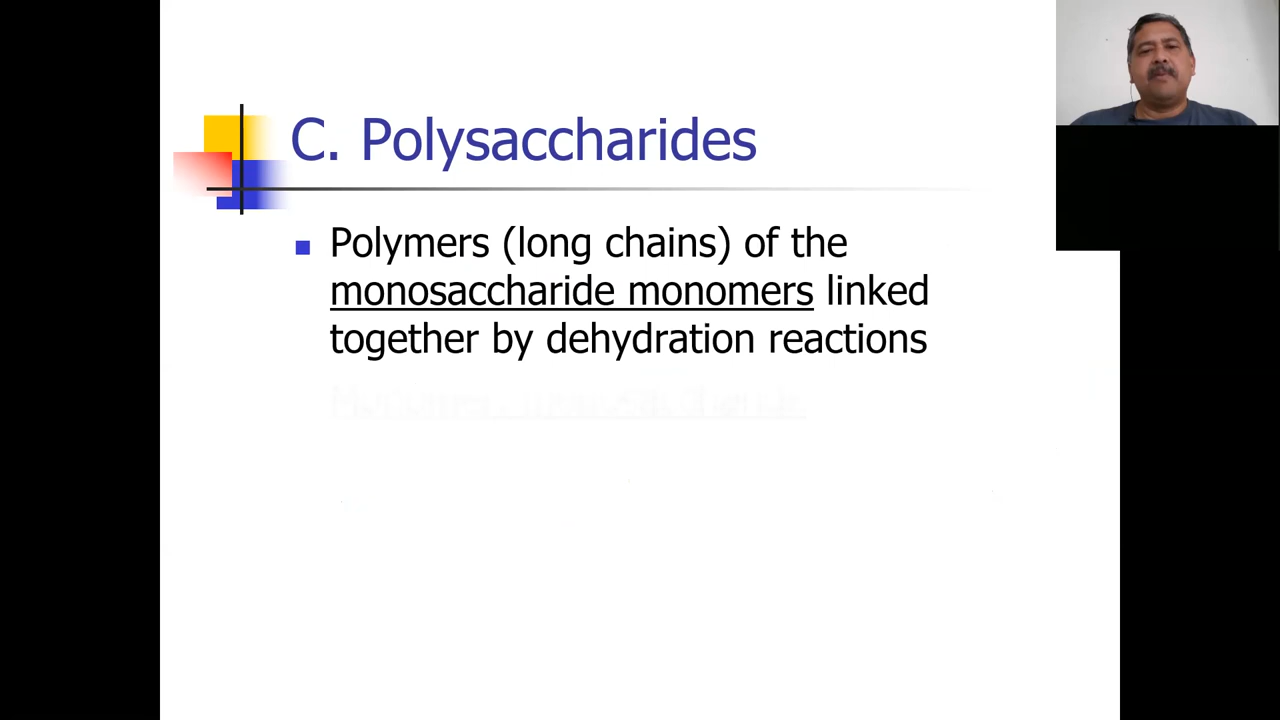 C. Polysaccharides
Polymers (long chains) of the
monosaccharide monomers linked
together by dehydration reactions